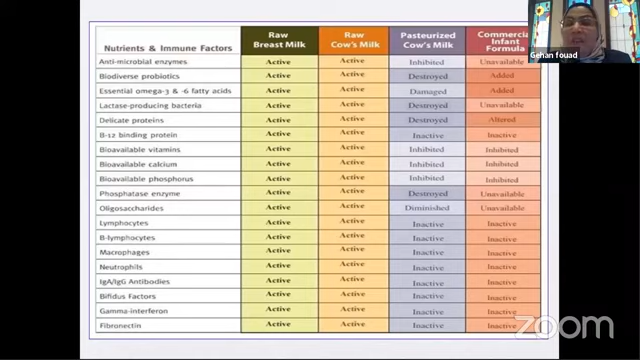 Nutrients & Immune Factors Raw Breast Milk Raw Cow's Milk Pasteurized Cow's Milk Commercial Infant Formula
Anti-microbial enzymes Active Active Inhibited Unavailable
Biodiverse probiotics Active Active Destroyed Added
Essential omega-3 & -6 fatty acids Active Active Damaged Added
Lactase-producing bacteria Active Active Destroyed Unavailable
Delicate proteins Active Active Destroyed Altered
B-12 binding protein Active Active Inactive Inactive
Bioavailable vitamins Active Active Inhibited Inhibited
Bioavailable calcium Active Active Inhibited Inhibited
Bioavailable phosphorus Active Active Inhibited Inhibited
Phosphatase enzyme Active Active Destroyed Unavailable
Oligosaccharides Active Active Diminished Unavailable
Lymphocytes Active Active Inactive Inactive
B-lymphocytes Active Active Inactive Inactive
Macrophages Active Active Inactive Inactive
Neutrophils Active Active Inactive Inactive
IgA/IgG Antibodies Active Active Inactive Inactive
Bifidus Factors Active Active Inactive Inactive
Gamma-interferon Active Active Inactive Inactive
Fibronectin Active Active Inactive Inactive
Gehan fouad
zoom